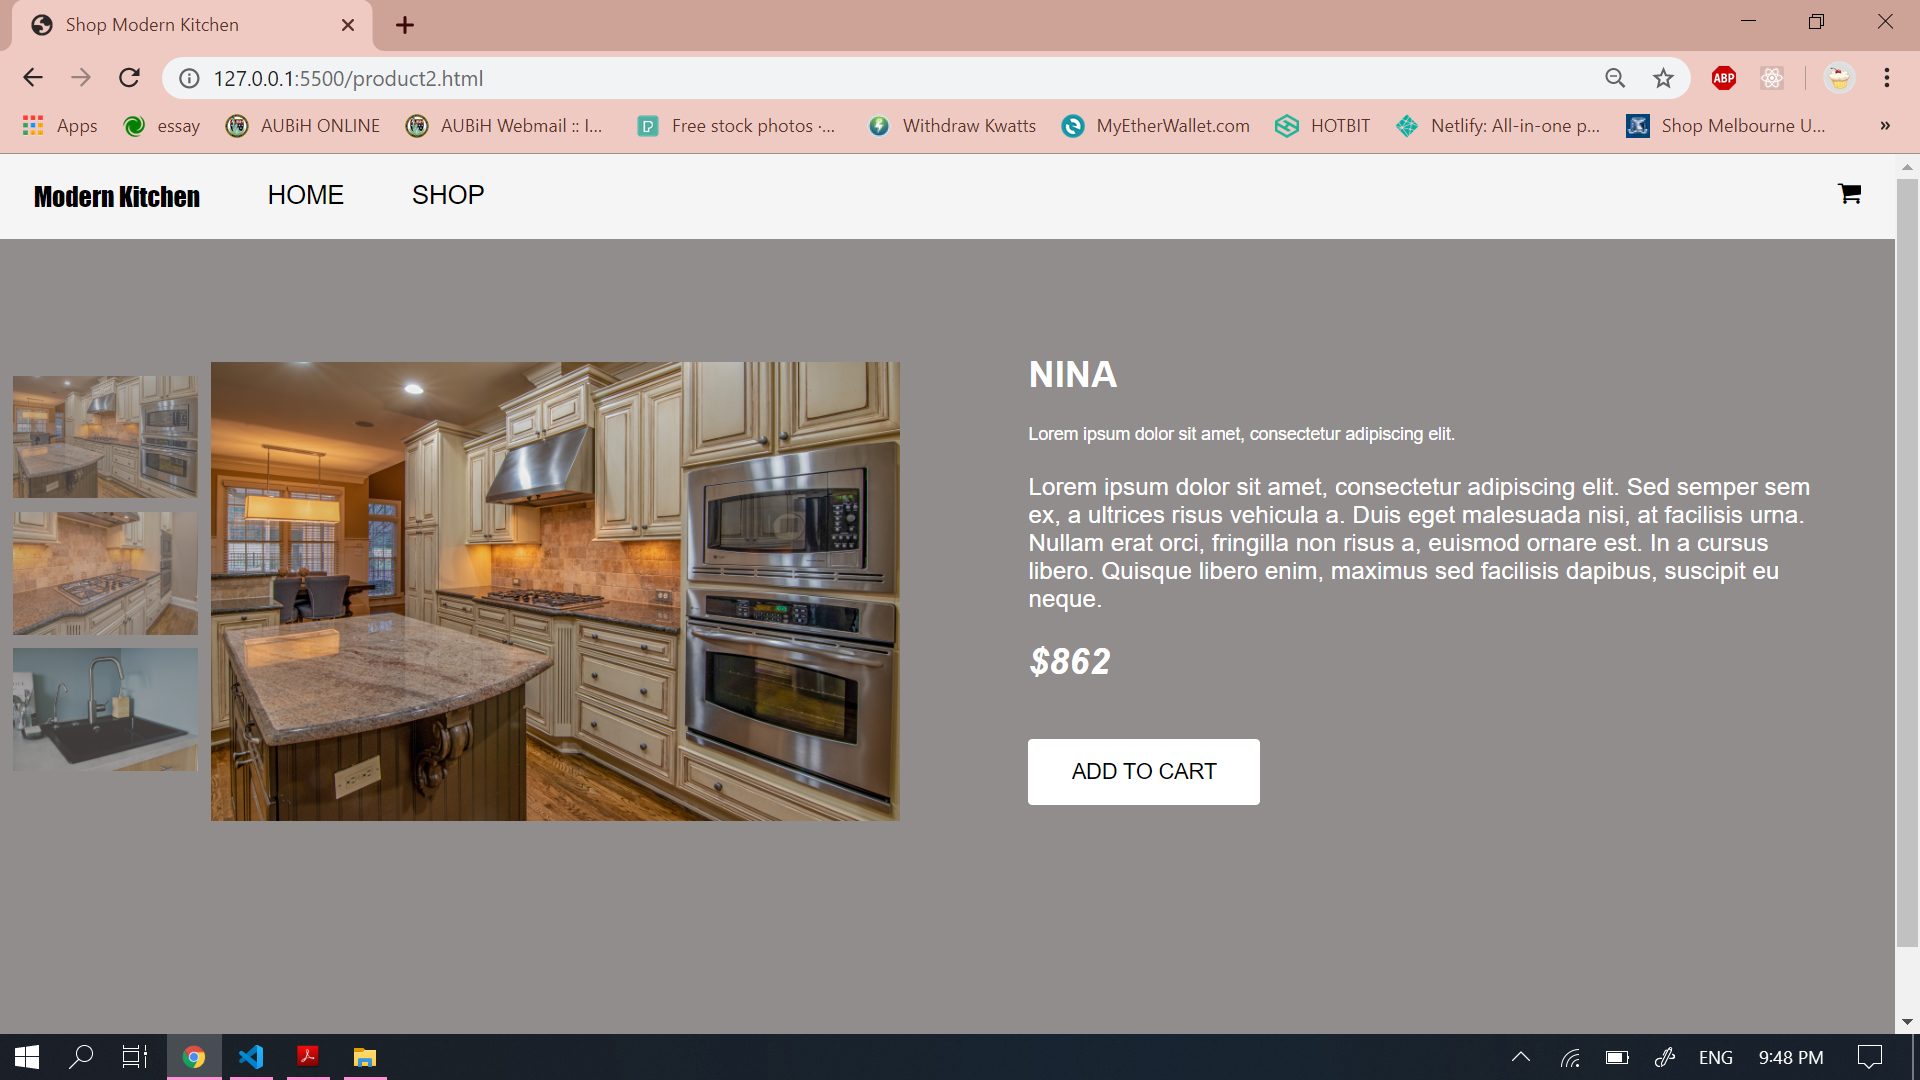 Shop Modern Kitchen
127.0.0.1:5500/product2.html
ABP
Apps
essay
AUBiH ONLINE
AUBiH Webmail :: I...
Free stock photos ·...
Withdraw Kwatts
MyEtherWallet.com
HOTBIT
Netlify: All-in-one p...
Shop Melbourne U...
»
Modern Kitchen
HOME
SHOP
NINA
Lorem ipsum dolor sit amet, consectetur adipiscing elit.
Lorem ipsum dolor sit amet, consectetur adipiscing elit. Sed semper sem
ex, a ultrices risus vehicula a. Duis eget malesuada nisi, at facilisis urna.
Nullam erat orci, fringilla non risus a, euismod ornare est. In a cursus
libero. Quisque libero enim, maximus sed facilisis dapibus, suscipit eu
neque.
$862
ADD TO CART
ENG
9:48 PM